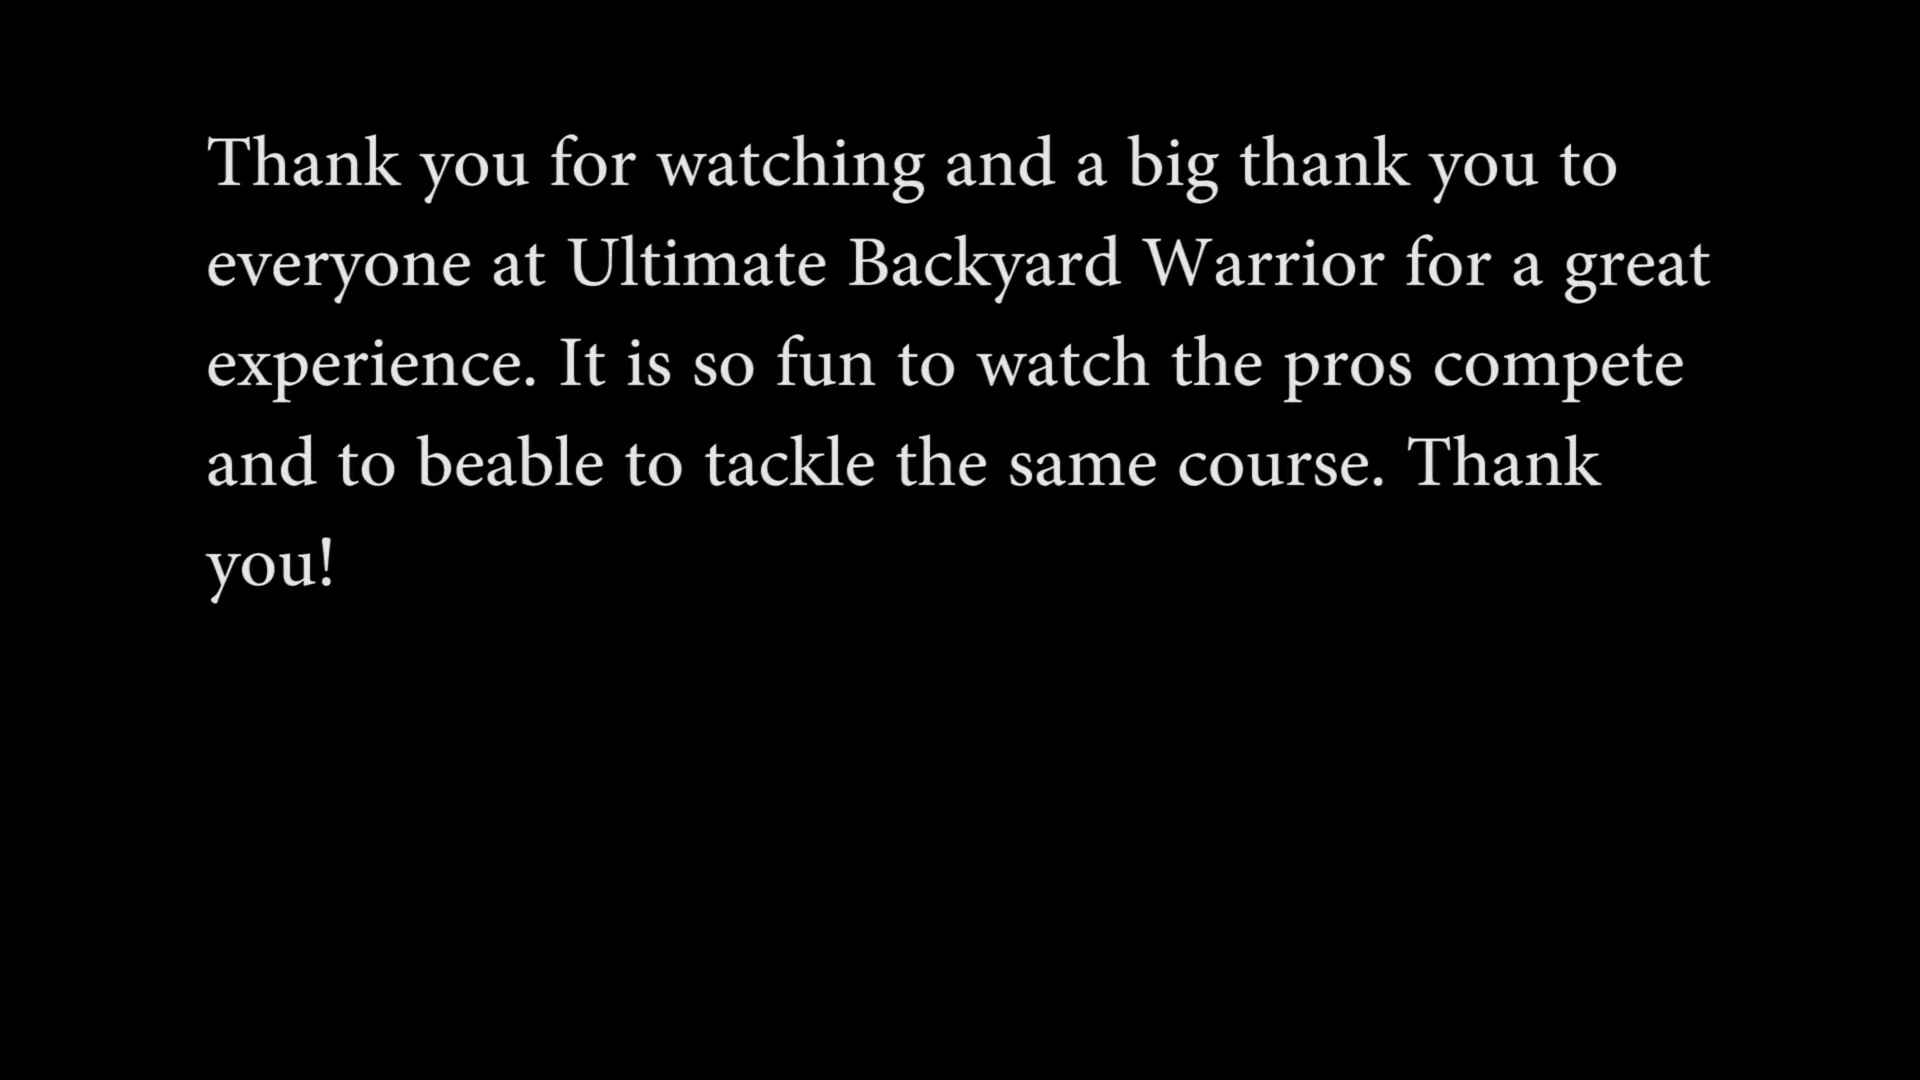 Thank you for watching and a big thank you to
everyone at Ultimate Backyard Warrior for a great
experience. It is so fun to watch the pros compete
and to beable to tackle the same course. Thank
you!